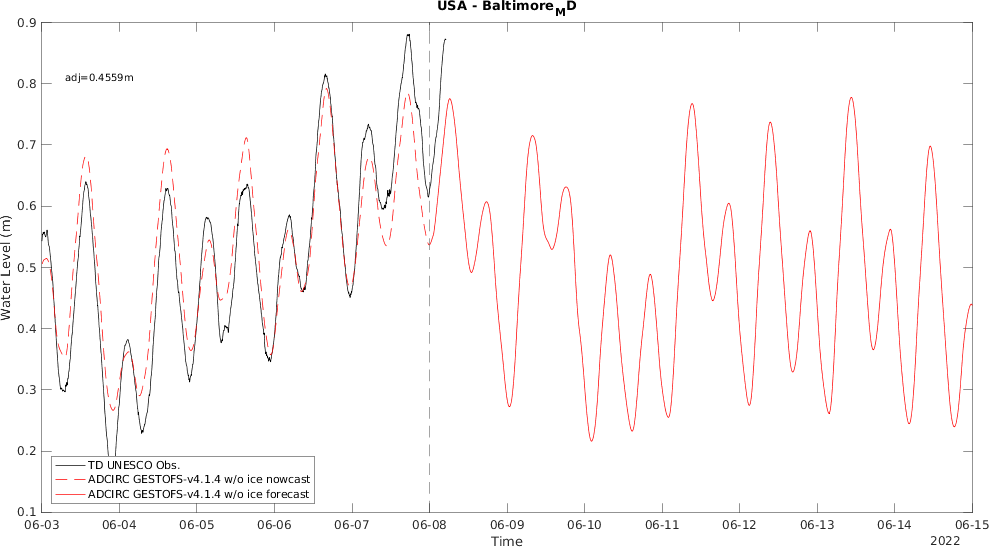 USA - Baltimore_MD
0.9
adj=0.4559m
0.8
0.7
0.6
0.5
0.4
0.3
0.2
0.1
Water Level (m)
TD UNESCO Obs.
ADCIRC GESTOFS-v4.1.4 w/o ice nowcast
ADCIRC GESTOFS-v4.1.4 w/o ice forecast
06-03 06-04 06-05 06-06 06-07 06-08 06-09 06-10 06-11 06-12 06-13 06-14 06-15
Time
2022